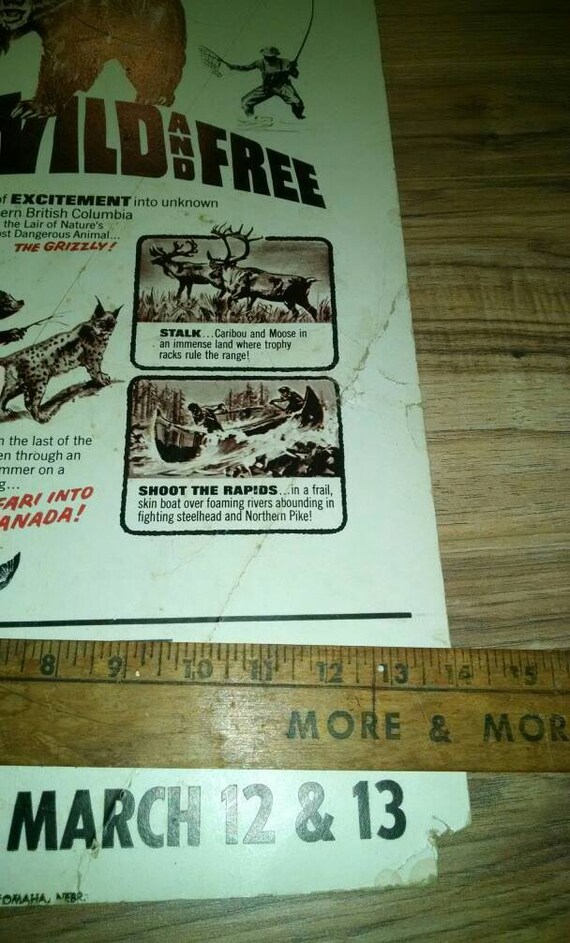 WILD AND FREE
of EXCITEMENT into unknown
ern British Columbia
the Lair of Nature's
st Dangerous Animal...
THE GRIZZLY!
STALK...Caribou and Moose in
an immense land where trophy
racks rule the range!
SHOOT THE RAPIDS...in a frail,
skin boat over foaming rivers abounding in
fighting steelhead and Northern Pike!
n the last of the
en through an
mmer on a
g...
FARI INTO
ANADA!
8 9 10 11 12 13 14 15
MORE & MOR
MARCH 12 & 13
OMAHA, NEBR.